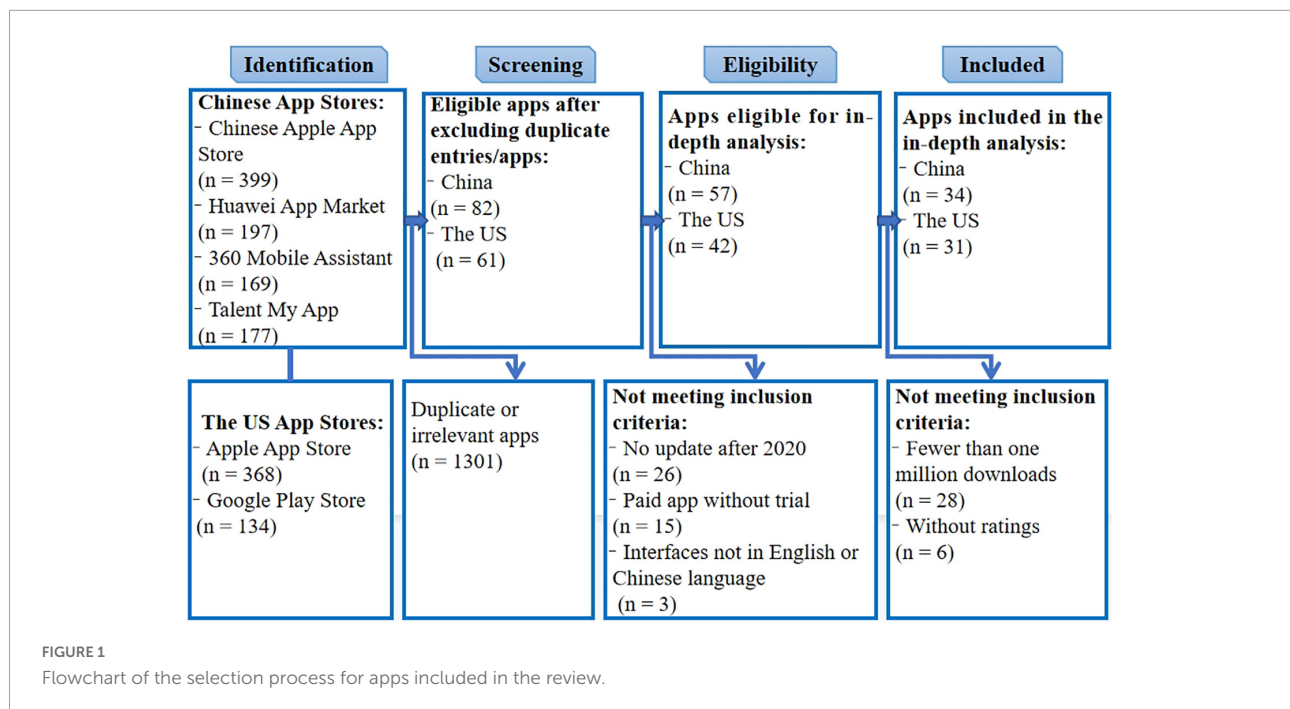 Identification
Screening
Eligibility
Included
Chinese App Stores:
- Chinese Apple App
Store
(n = 399)
- Huawei App Market
(n = 197)
- 360 Mobile Assistant
(n = 169)
- Talent My App
(n = 177)
Eligible apps after
excluding duplicate
entries/apps:
- China
(n = 82)
- The US
(n = 61)
Apps eligible for in-
depth analysis:
- China
(n = 57)
- The US
(n = 42)
Apps included in the
in-depth analysis:
- China
(n = 34)
- The US
(n = 31)
The US App Stores:
- Apple App Store
(n = 368)
- Google Play Store
(n = 134)
Duplicate or
irrelevant apps
(n = 1301)
Not meeting inclusion
criteria:
- No update after 2020
(n = 26)
- Paid app without trial
(n = 15)
- Interfaces not in English or
Chinese language
(n = 3)
Not meeting inclusion
criteria:
- Fewer than one
million downloads
(n = 28)
- Without ratings
(n = 6)
FIGURE 1
Flowchart of the selection process for apps included in the review.